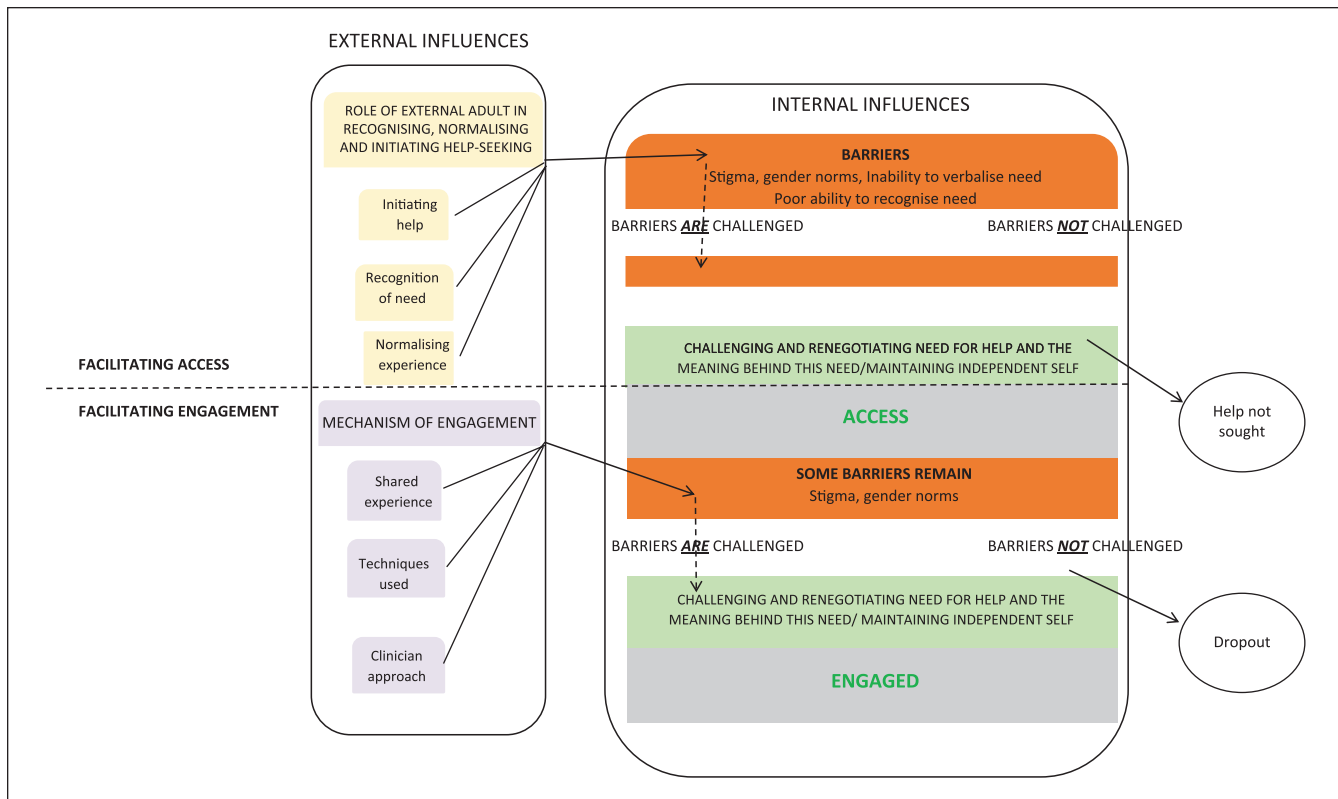 EXTERNAL INFLUENCES
ROLE OF EXTERNAL ADULT IN
RECOGNISING, NORMALISING
AND INITIATING HELP-SEEKING
Initiating
help
Recognition
of need
Normalising
experience
INTERNAL INFLUENCES
BARRIERS
Stigma, gender norms, Inability to verbalise need
Poor ability to recognise need
BARRIERS ARE CHALLENGED
BARRIERS NOT CHALLENGED
CHALLENGING AND RENEGOTIATING NEED FOR HELP AND THE
MEANING BEHIND THIS NEED/MAINTAINING INDEPENDENT SELF
Help not
sought
FACILITATING ACCESS
FACILITATING ENGAGEMENT
MECHANISM OF ENGAGEMENT
Shared
experience
Techniques
used
Clinician
approach
ACCESS
SOME BARRIERS REMAIN
Stigma, gender norms
BARRIERS ARE CHALLENGED
BARRIERS NOT CHALLENGED
CHALLENGING AND RENEGOTIATING NEED FOR HELP AND THE
MEANING BEHIND THIS NEED/ MAINTAINING INDEPENDENT SELF
ENGAGED
Dropout